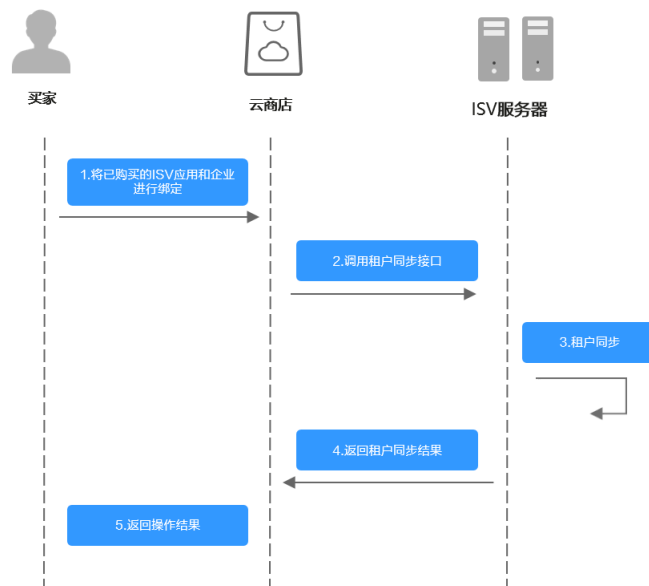 买家
云商店
ISV服务器
1.将已购买的ISV应用和企业
进行绑定
2.调用租户同步接口
3.租户同步
4.返回租户同步结果
5.返回操作结果